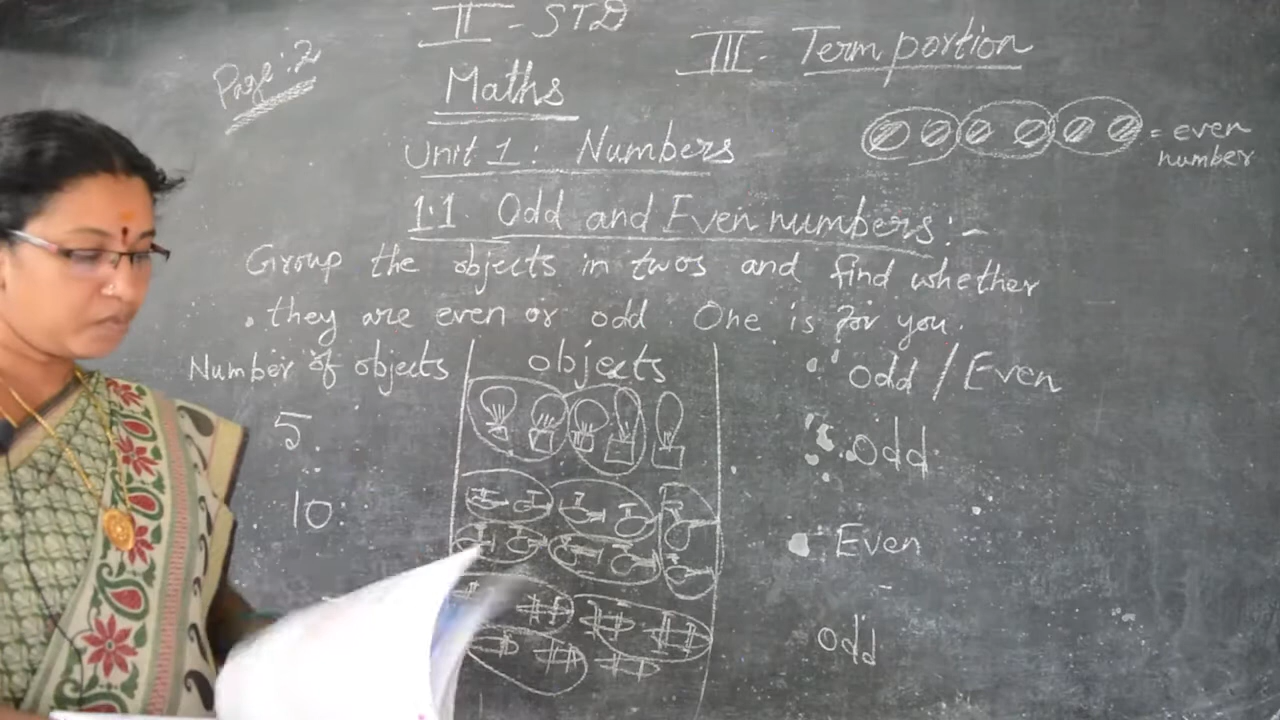 II - STD
III - Term portion
Page: 2
Maths
= even
number
Unit 1: Numbers
1.1. Odd and Even numbers:-
Group the objects in twos and find whether
they are even or odd. One is for you.
Number of objects objects Odd / Even
5. Odd
10. Even
Odd